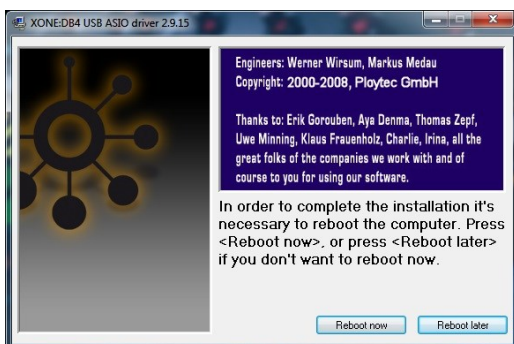 XONE:DB4 USB ASIO driver 2.9.15
Engineers: Werner Wirsum, Markus Medau
Copyright: 2000-2008, Ploytec GmbH
Thanks to: Erik Gorouben, Aya Denma, Thomas Zepf,
Uwe Minning, Klaus Frauenholz, Charlie, Irina, all the
great folks of the companies we work with and of
course to you for using our software.
In order to complete the installation it's
necessary to reboot the computer. Press
<Reboot now>, or press <Reboot later>
if you don't want to reboot now.
Reboot now
Reboot later